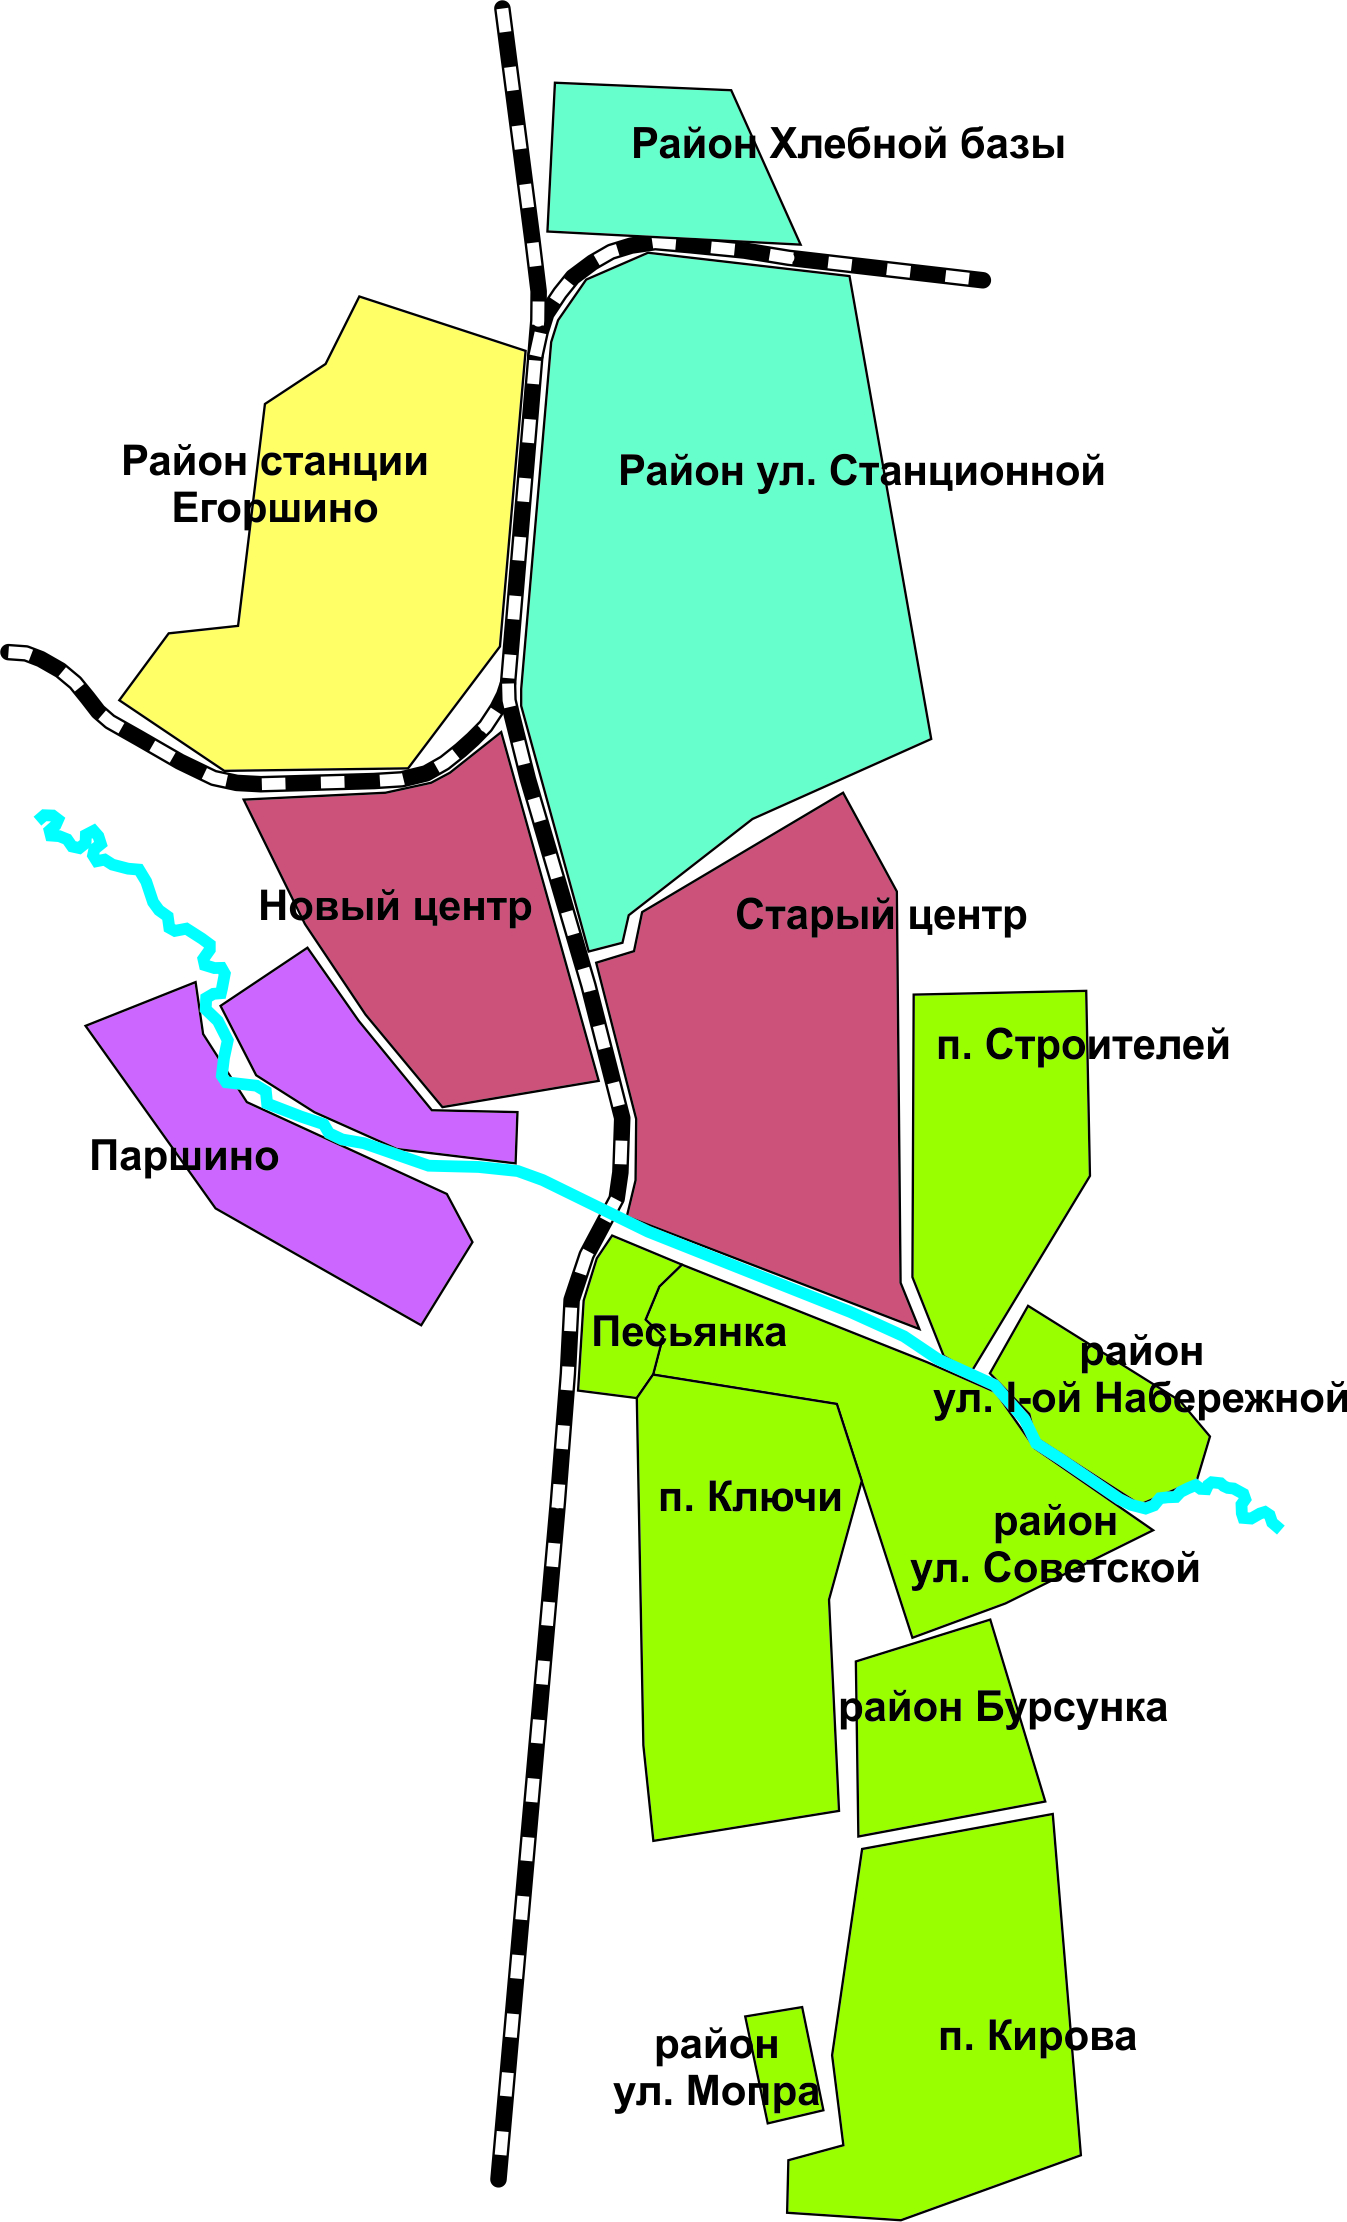 Район Хлебной базы
Район станции
Егоршино
Район ул. Станционной
Новый центр
Старый центр
п. Строителей
Паршино
Песьянка
район
ул. I-ой Набережной
п. Ключи
район
ул. Советской
район Бурсунка
район
ул. Мопра
п. Кирова